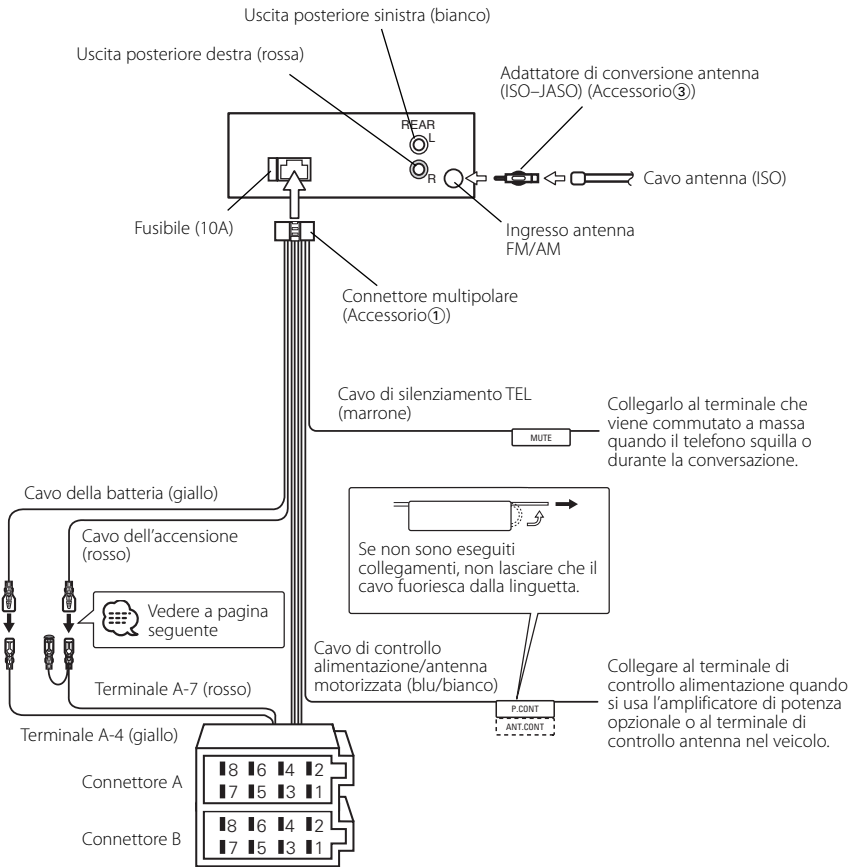 Uscita posteriore sinistra (bianco)
Uscita posteriore destra (rossa)
Adattatore di conversione antenna
(ISO–JASO) (Accessorio③)
REAR
L
R
Cavo antenna (ISO)
Fusibile (10A)
Ingresso antenna
FM/AM
Connettore multipolare
(Accessorio①)
Cavo di silenziamento TEL
(marrone)
MUTE
Collegarlo al terminale che
viene commutato a massa
quando il telefono squilla o
durante la conversazione.
Cavo della batteria (giallo)
Cavo dell'accensione
(rosso)
Se non sono eseguiti
collegamenti, non lasciare che il
cavo fuoriesca dalla linguetta.
Vedere a pagina
seguente
Cavo di controllo
alimentazione/antenna
motorizzata (blu/bianco)
P.CONT
ANT.CONT
Collegare al terminale di
controllo alimentazione quando
si usa l'amplificatore di potenza
opzionale o al terminale di
controllo antenna nel veicolo.
Terminale A-7 (rosso)
Terminale A-4 (giallo)
Connettore A
8 6 4 2
7 5 3 1
Connettore B
8 6 4 2
7 5 3 1